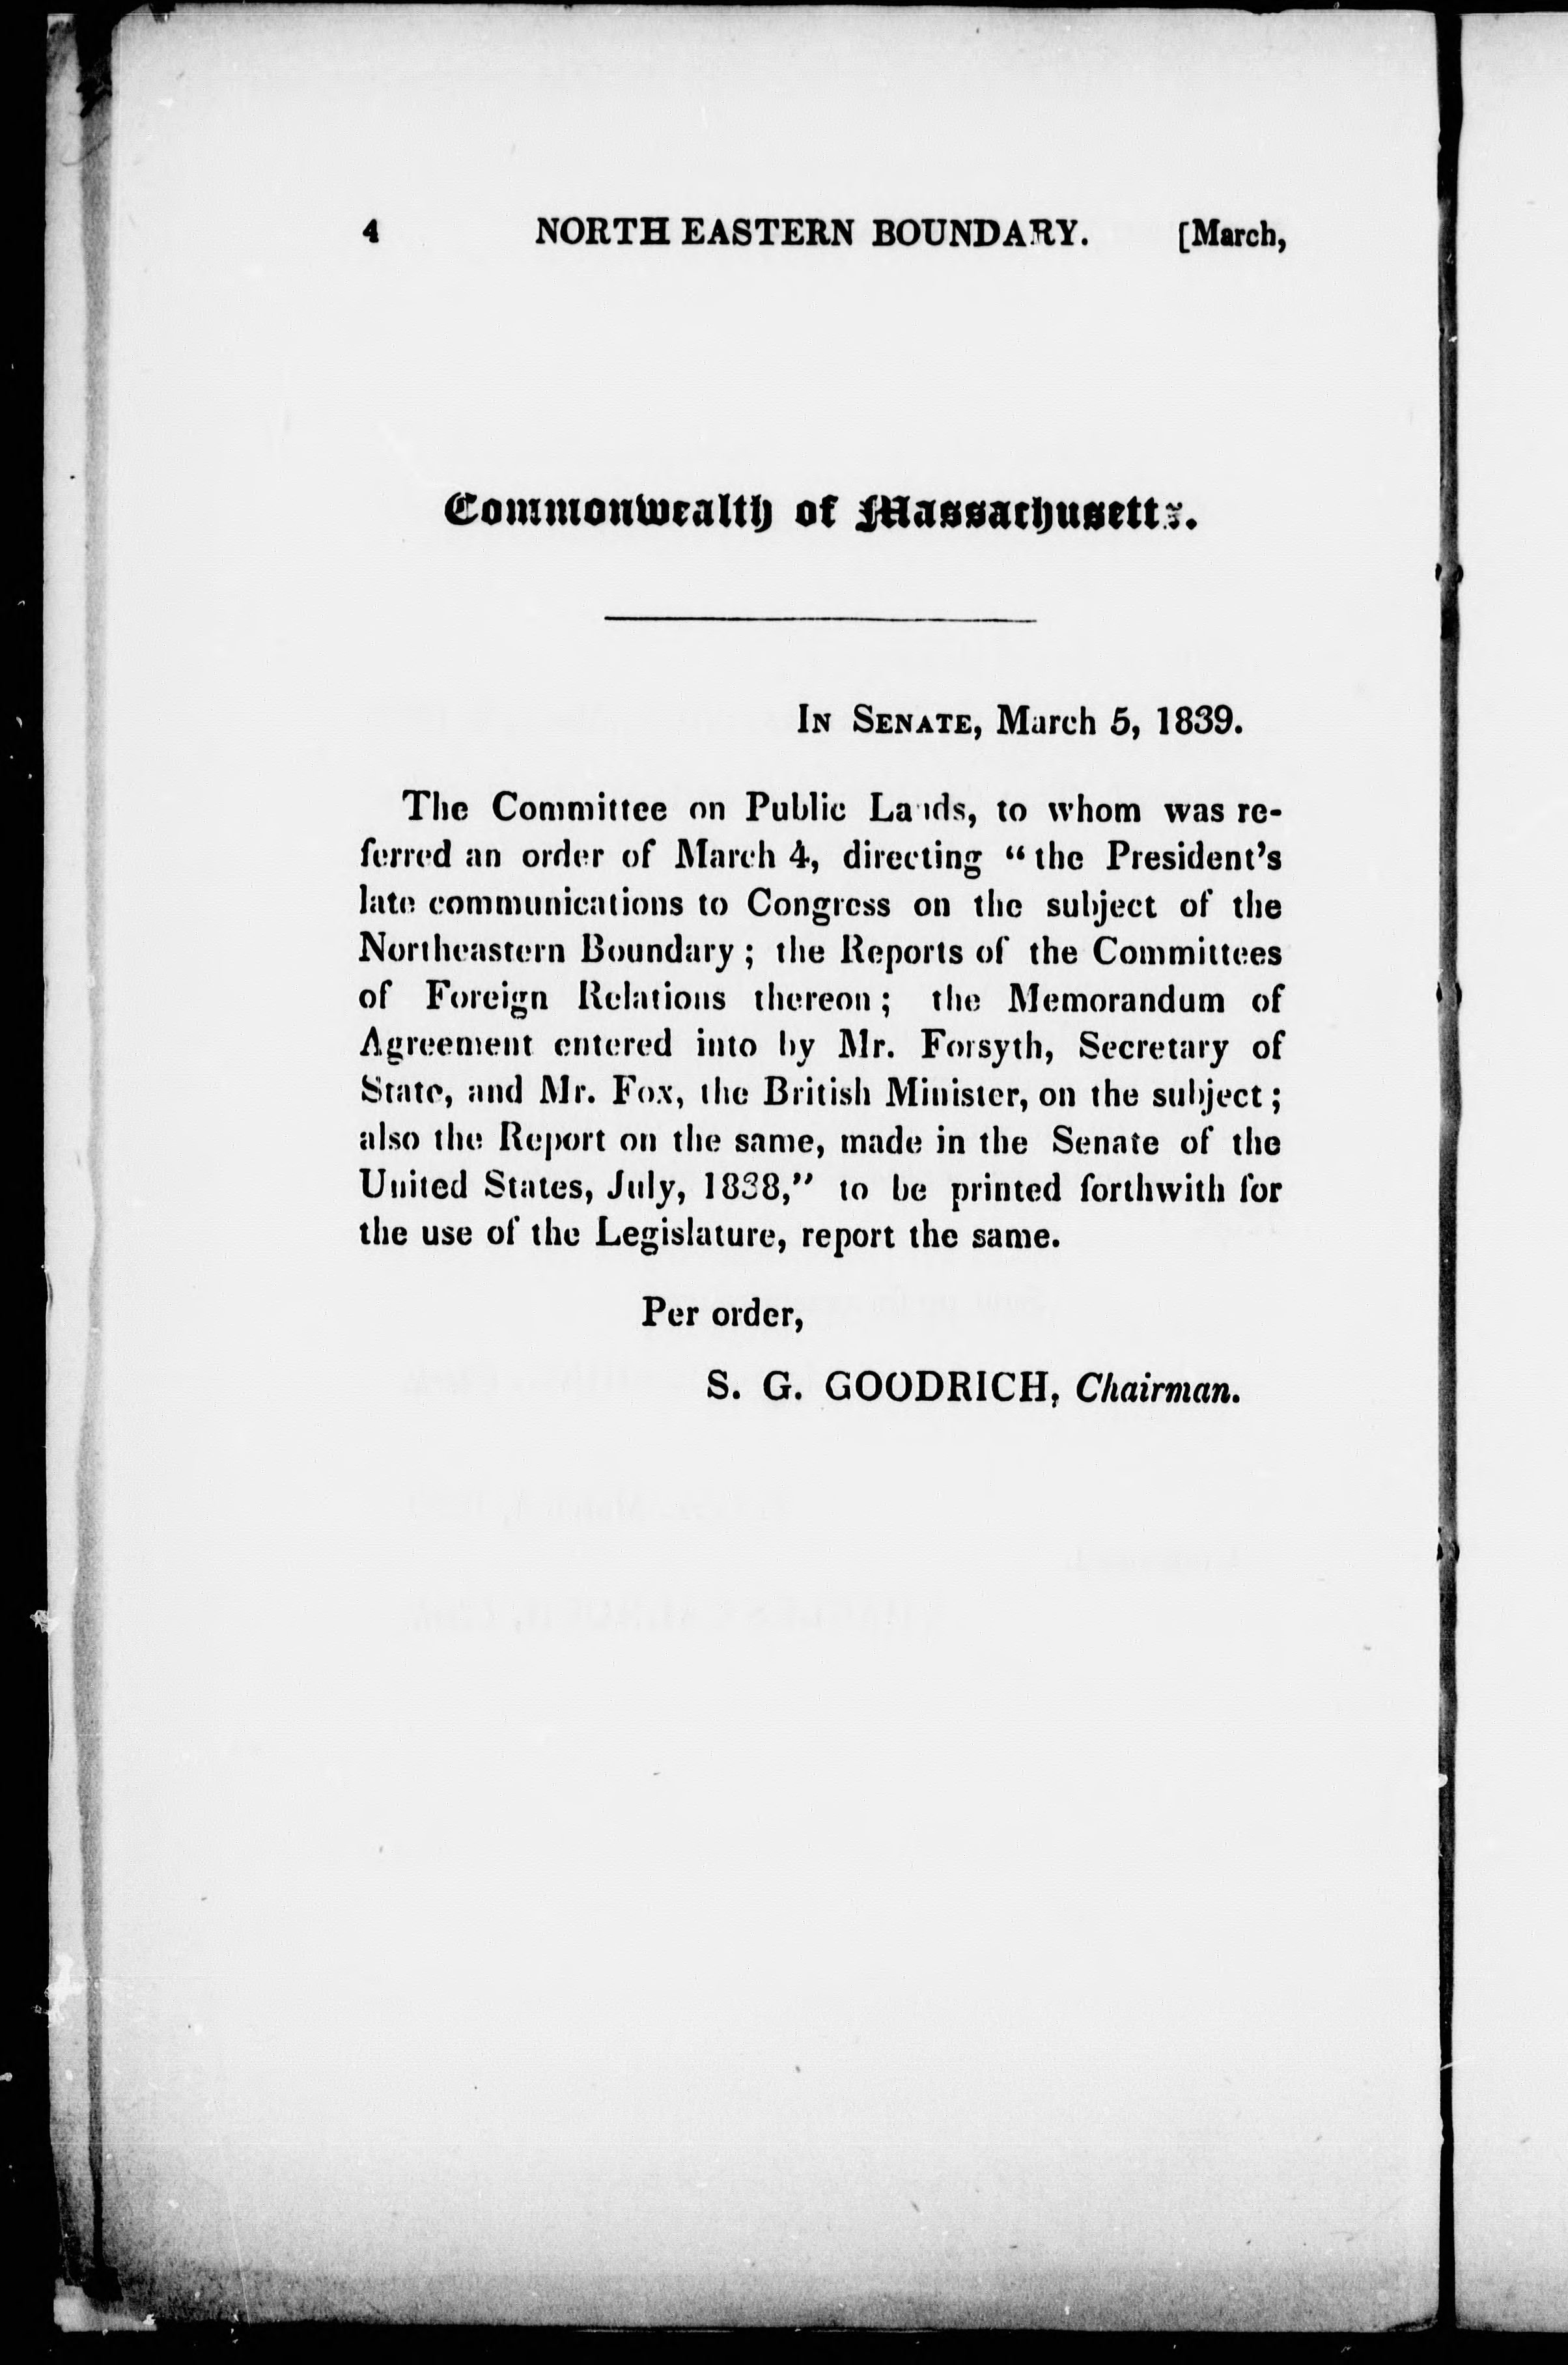 4 NORTH EASTERN BOUNDARY. [March,
Commonwealth of Massachusetts.
IN SENATE, March 5, 1839.
The Committee on Public Lands, to whom was re-
ferred an order of March 4, directing “the President’s
late communications to Congress on the subject of the
Northeastern Boundary; the Reports of the Committees
of Foreign Relations thereon; the Memorandum of
Agreement entered into by Mr. Forsyth, Secretary of
State, and Mr. Fox, the British Minister, on the subject;
also the Report on the same, made in the Senate of the
United States, July, 1838,” to be printed forthwith for
the use of the Legislature, report the same.
Per order,
S. G. GOODRICH, Chairman.